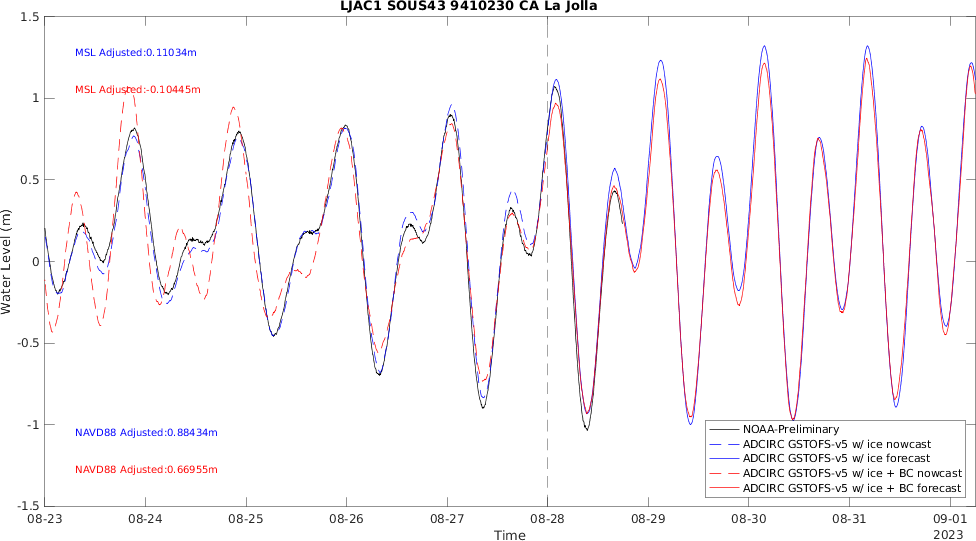 LJAC1 SOUS43 9410230 CA La Jolla
1.5
1
0.5
0
-0.5
-1
-1.5
Water Level (m)
MSL Adjusted:0.11034m
MSL Adjusted:-0.10445m
NAVD88 Adjusted:0.88434m
NAVD88 Adjusted:0.66955m
NOAA-Preliminary
ADCIRC GSTOFS-v5 w/ ice nowcast
ADCIRC GSTOFS-v5 w/ ice forecast
ADCIRC GSTOFS-v5 w/ ice + BC nowcast
ADCIRC GSTOFS-v5 w/ ice + BC forecast
08-23 08-24 08-25 08-26 08-27 08-28 08-29 08-30 08-31 09-01
Time
2023